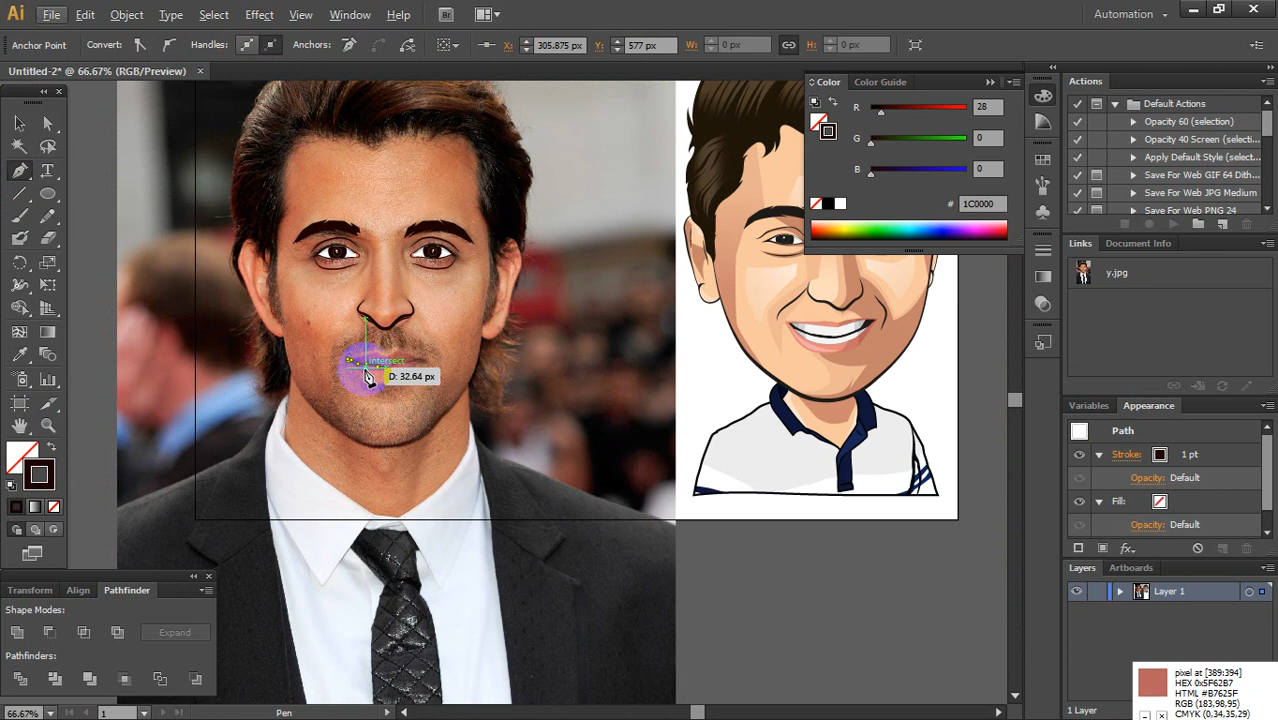 Ai File Edit Object Type Select Effect View Window Help Br Automation
Anchor Point Convert: Handles: Anchors: X: 305.875 px Y: 577 px W: 0 px H: 0 px
Untitled-2* @ 66.67% (RGB/Preview)
Color Color Guide
R 28
G 0
B 0
# 1C0000
Actions
Default Actions
Opacity 60 (selection)
Opacity 40 Screen (selecti...
Apply Default Style (select...
Save For Web GIF 64 Dith...
Save For Web JPG Medium
Save For Web PNG 24
Links Document Info
y.jpg
intersect
D: 32.64 px
Variables Appearance
Path
Stroke: 1 pt
Opacity: Default
Fill:
Opacity: Default
fx
Layers Artboards
Layer 1
Transform Align Pathfinder
Shape Modes:
Expand
Pathfinders:
pixel at [389:394]
HEX 0x5F62B7
HTML #B7625F
RGB (183,98,95)
CMYK (0,34,35,29)
66.67% 1 Pen
1 Layer